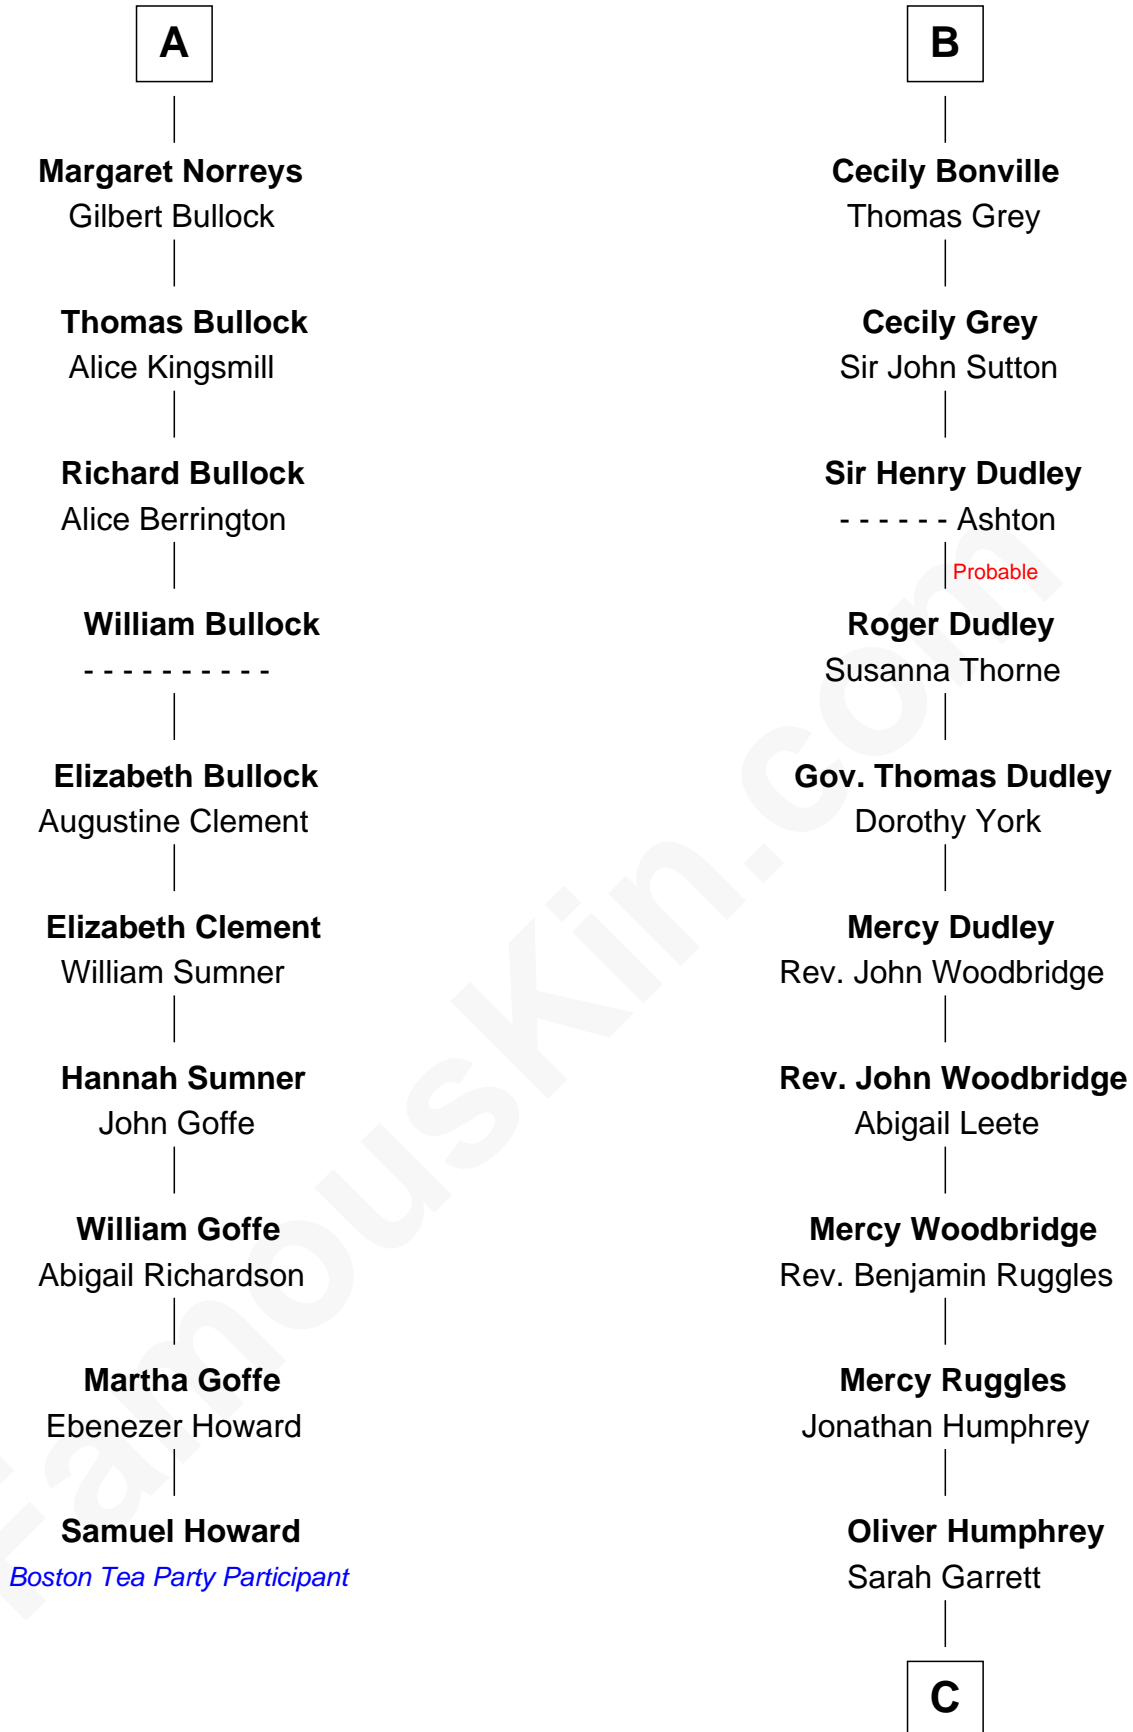 A
Margaret Norreys
Gilbert Bullock
Thomas Bullock
Alice Kingsmill
Richard Bullock
Alice Berrington
William Bullock
- - - - - - - - - -
Elizabeth Bullock
Augustine Clement
Elizabeth Clement
William Sumner
Hannah Sumner
John Goffe
William Goffe
Abigail Richardson
Martha Goffe
Ebenezer Howard
Samuel Howard
Boston Tea Party Participant
B
Cecily Bonville
Thomas Grey
Cecily Grey
Sir John Sutton
Sir Henry Dudley
- - - - - - Ashton
Probable
Roger Dudley
Susanna Thorne
Gov. Thomas Dudley
Dorothy York
Mercy Dudley
Rev. John Woodbridge
Rev. John Woodbridge
Abigail Leete
Mercy Woodbridge
Rev. Benjamin Ruggles
Mercy Ruggles
Jonathan Humphrey
Oliver Humphrey
Sarah Garrett
C
FamousKin.com